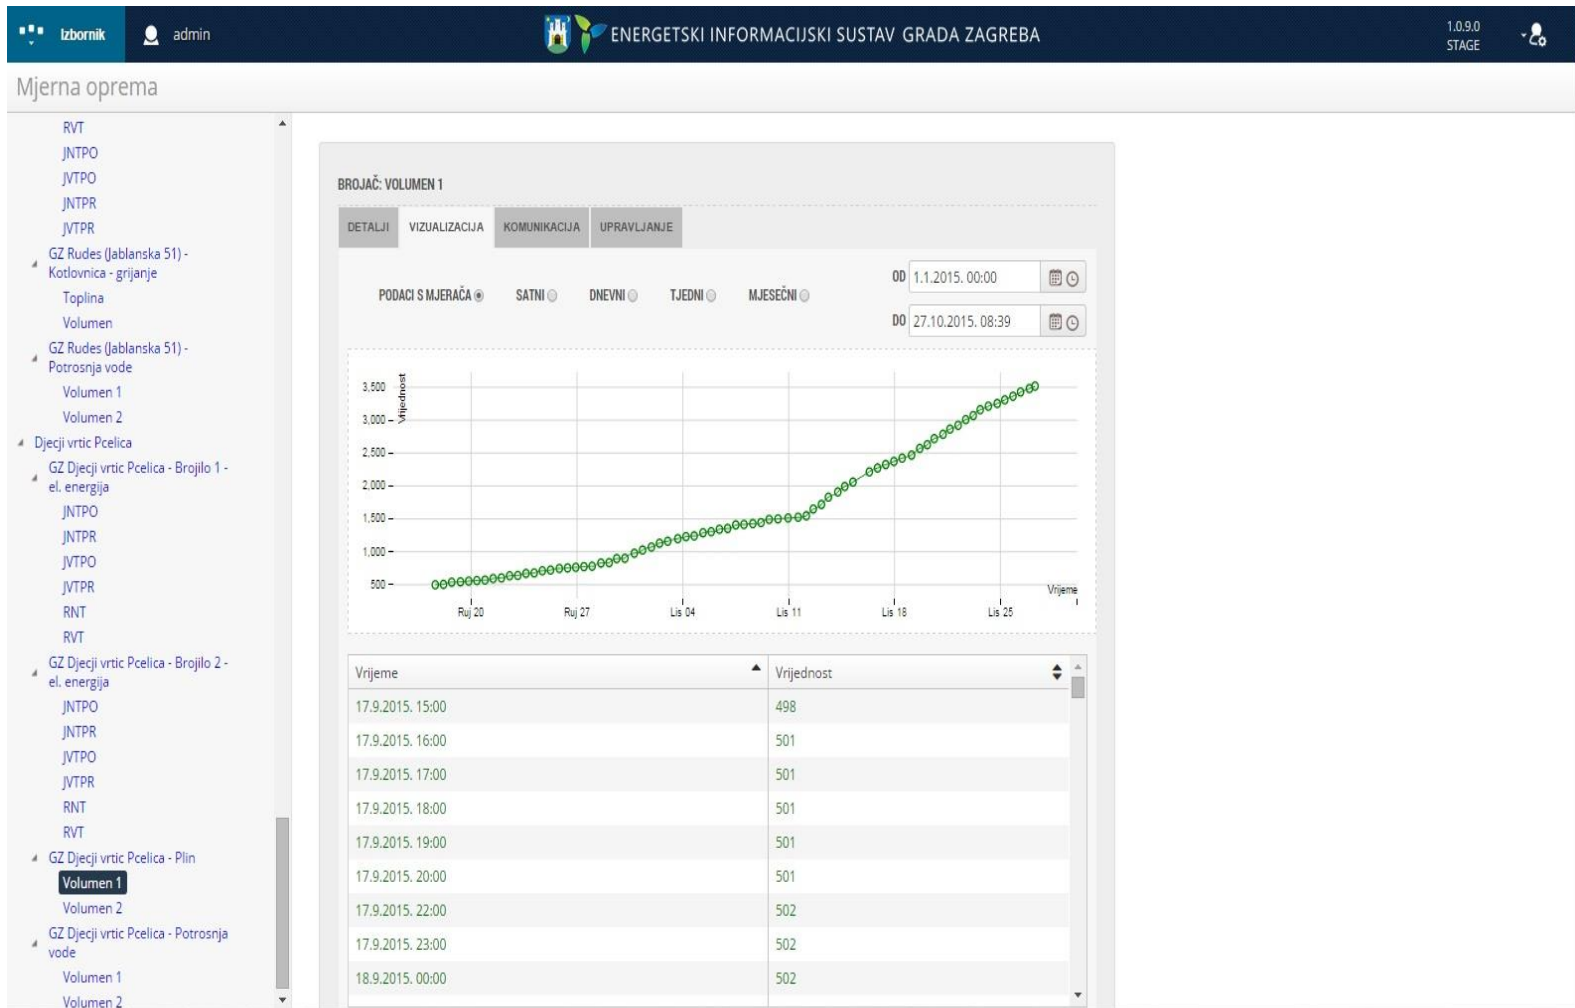 Izbornik
admin
ENERGETSKI INFORMACIJSKI SUSTAV GRADA ZAGREBA
1.0.9.0
STAGE
Mjerna oprema
RVT
JNTPO
JVTPO
JNTPR
JVTPR
GZ Rudes (Jablanska 51) -
Kotlovnica - grijanje
Toplina
Volumen
GZ Rudes (Jablanska 51) -
Potrosnja vode
Volumen 1
Volumen 2
Djecji vrtic Pcelica
GZ Djecji vrtic Pcelica - Brojilo 1 -
el. energija
JNTPO
JNTPR
JVTPO
JVTPR
RNT
RVT
GZ Djecji vrtic Pcelica - Brojilo 2 -
el. energija
JNTPO
JNTPR
JVTPO
JVTPR
RNT
RVT
GZ Djecji vrtic Pcelica - Plin
Volumen 1
Volumen 2
GZ Djecji vrtic Pcelica - Potrosnja
vode
Volumen 1
Volumen 2
BROJAČ: VOLUMEN 1
DETALJI VIZUALIZACIJA KOMUNIKACIJA UPRAVLJANJE
PODACI S MJERAČA SATNI DNEVNI TJEDNI MJESEČNI
OD 1.1.2015. 00:00
DO 27.10.2015. 08:39
Vrijednost
3,500
3,000
2,500
2,000
1,500
1,000
500
Vrijeme
Ruj 20 Ruj 27 Lis 04 Lis 11 Lis 18 Lis 25
Vrijeme Vrijednost
17.9.2015. 15:00 498
17.9.2015. 16:00 501
17.9.2015. 17:00 501
17.9.2015. 18:00 501
17.9.2015. 19:00 501
17.9.2015. 20:00 501
17.9.2015. 22:00 502
17.9.2015. 23:00 502
18.9.2015. 00:00 502